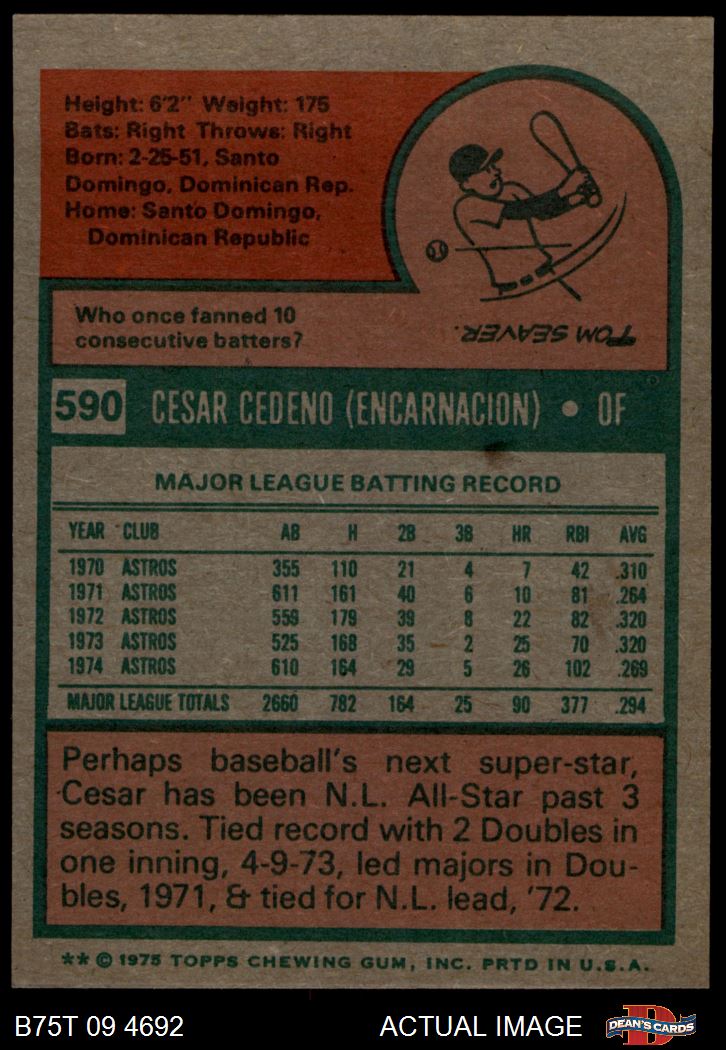 Height: 6'2" Weight: 175
Bats: Right Throws: Right
Born: 2-25-51, Santo
Domingo, Dominican Rep.
Home: Santo Domingo,
Dominican Republic
Who once fanned 10
consecutive batters?
TOM SEAVER.
590 CESAR CEDENO (ENCARNACION) • OF
MAJOR LEAGUE BATTING RECORD
YEAR CLUB AB H 2B 3B HR RBI AVG
1970 ASTROS 355 110 21 4 7 42 .310
1971 ASTROS 611 161 40 6 10 81 .264
1972 ASTROS 559 179 39 8 22 82 .320
1973 ASTROS 525 168 35 2 25 70 .320
1974 ASTROS 610 164 29 5 26 102 .269
MAJOR LEAGUE TOTALS 2660 782 164 25 90 377 .294
Perhaps baseball's next super-star,
Cesar has been N.L. All-Star past 3
seasons. Tied record with 2 Doubles in
one inning, 4-9-73, led majors in Dou-
bles, 1971, & tied for N.L. lead, '72.
** © 1975 TOPPS CHEWING GUM, INC. PRTD IN U.S.A.
B75T 09 4692 ACTUAL IMAGE DEAN'S CARDS